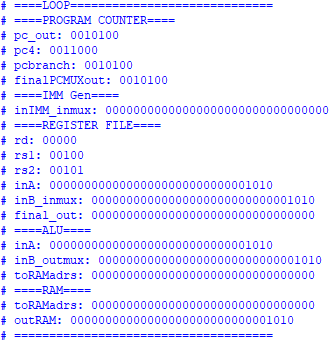 # ====LOOP=============================
# ====PROGRAM COUNTER====
# pc_out: 0010100
# pc4: 0011000
# pcbranch: 0010100
# finalPCMUXout: 0010100
# ====IMM Gen====
# inIMM_inmux: 00000000000000000000000000000000
# ====REGISTER FILE====
# rd: 00000
# rs1: 00100
# rs2: 00101
# inA: 00000000000000000000000000001010
# inB_inmux: 00000000000000000000000000001010
# final_out: 00000000000000000000000000000000
# ====ALU====
# inA: 00000000000000000000000000001010
# inB_outmux: 00000000000000000000000000001010
# toRAMadrs: 00000000000000000000000000000000
# ====RAM====
# toRAMadrs: 00000000000000000000000000000000
# outRAM: 00000000000000000000000000001010
# =====================================